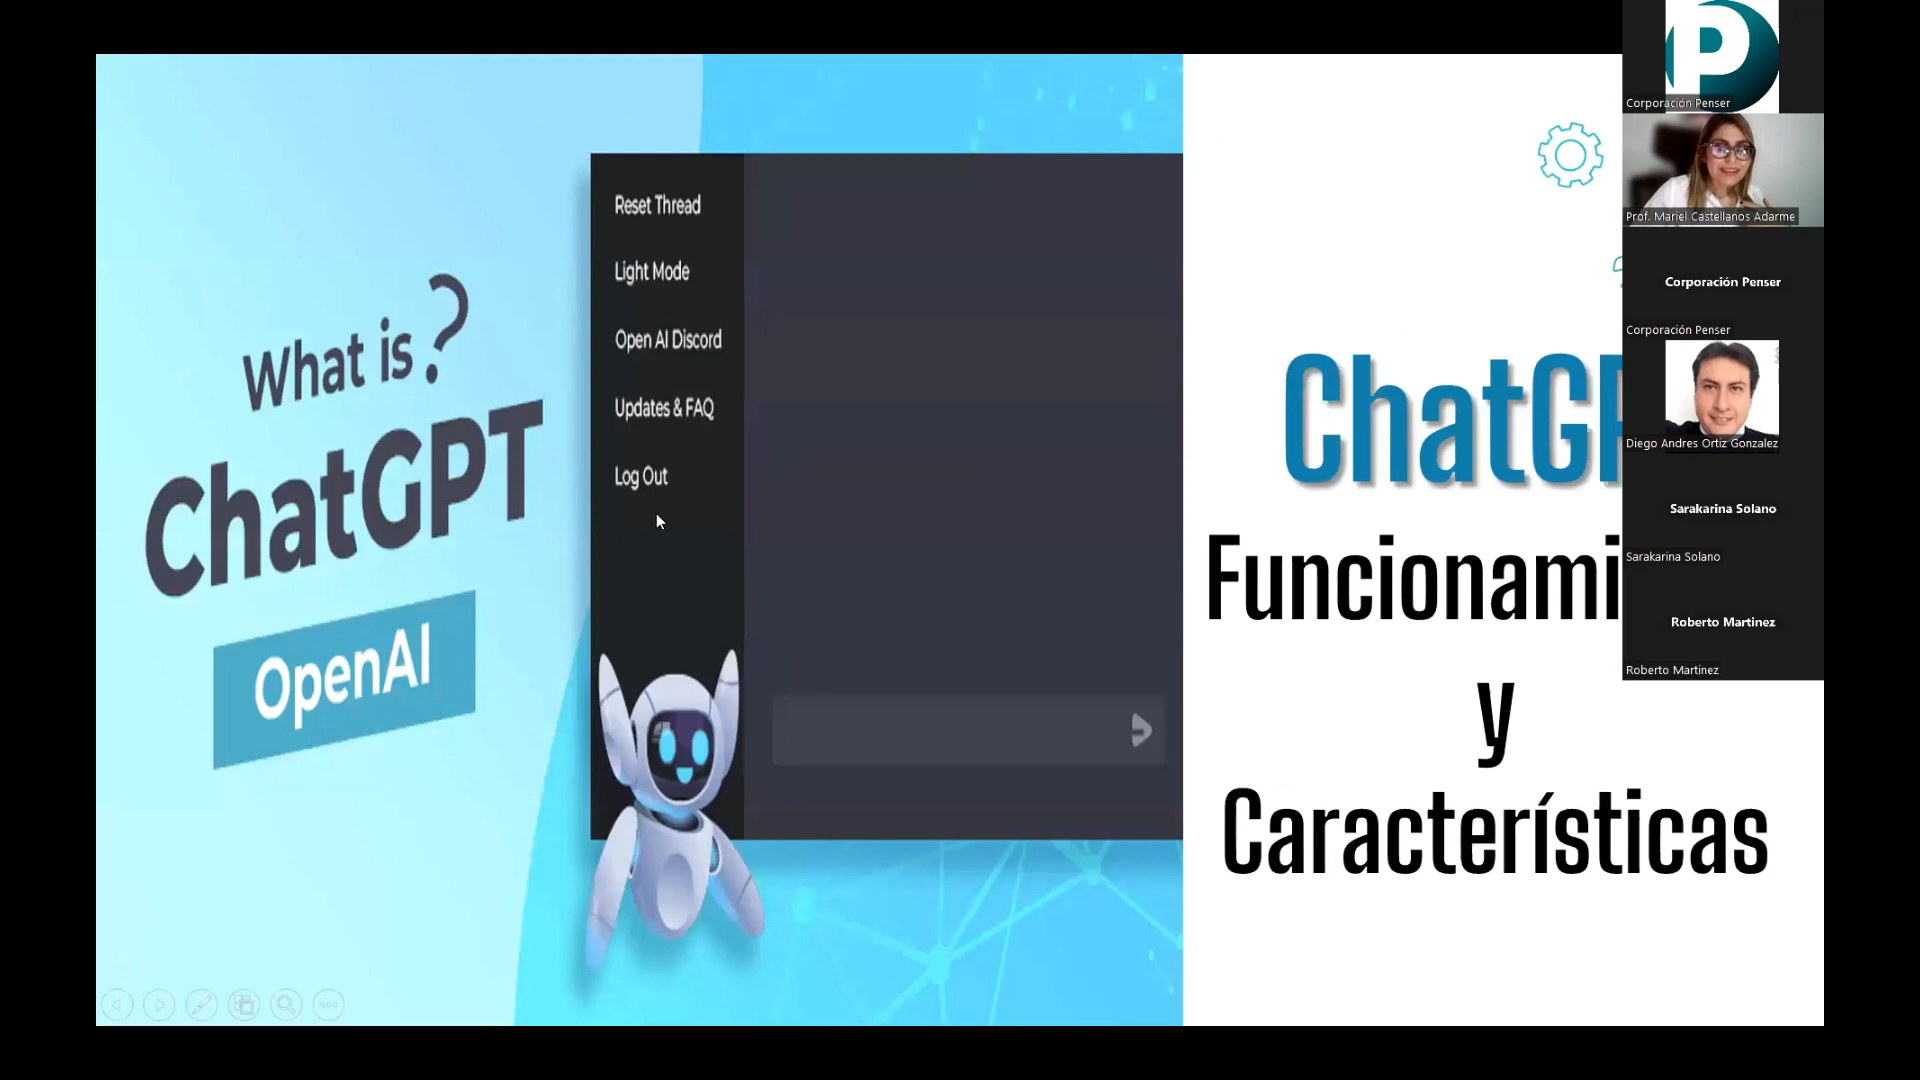 What is ?
ChatGPT
OpenAI
Reset Thread
Light Mode
Open AI Discord
Updates & FAQ
Log Out
ChatGP
Funcionami
y
Características
P
Corporación Penser
Prof. Mariel Castellanos Adarme
Corporación Penser
Corporación Penser
Diego Andres Ortiz Gonzalez
Sarakarina Solano
Sarakarina Solano
Roberto Martinez
Roberto Martinez